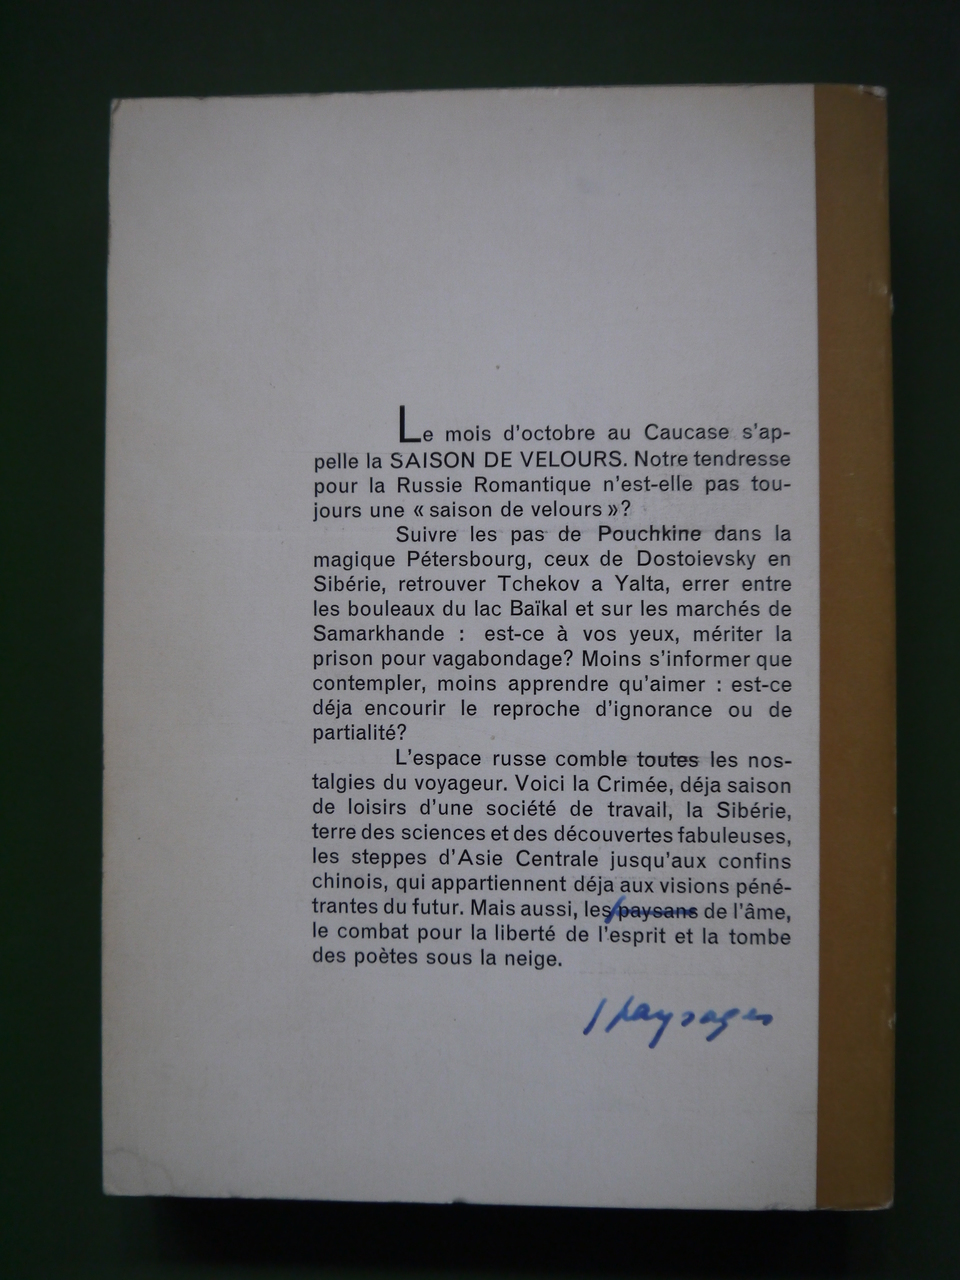 Le mois d'octobre au Caucase s'ap-
pelle la SAISON DE VELOURS. Notre tendresse
pour la Russie Romantique n'est-elle pas tou-
jours une « saison de velours »?
Suivre les pas de Pouchkine dans la
magique Pétersbourg, ceux de Dostoievsky en
Sibérie, retrouver Tchekov a Yalta, errer entre
les bouleaux du lac Baïkal et sur les marchés de
Samarkhande : est-ce à vos yeux, mériter la
prison pour vagabondage? Moins s'informer que
contempler, moins apprendre qu'aimer : est-ce
déja encourir le reproche d'ignorance ou de
partialité?
L'espace russe comble toutes les nos-
talgies du voyageur. Voici la Crimée, déja saison
de loisirs d'une société de travail, la Sibérie,
terre des sciences et des découvertes fabuleuses,
les steppes d'Asie Centrale jusqu'aux confins
chinois, qui appartiennent déja aux visions péné-
trantes du futur. Mais aussi, les paysans de l'âme,
le combat pour la liberté de l'esprit et la tombe
des poètes sous la neige.
/ paysages